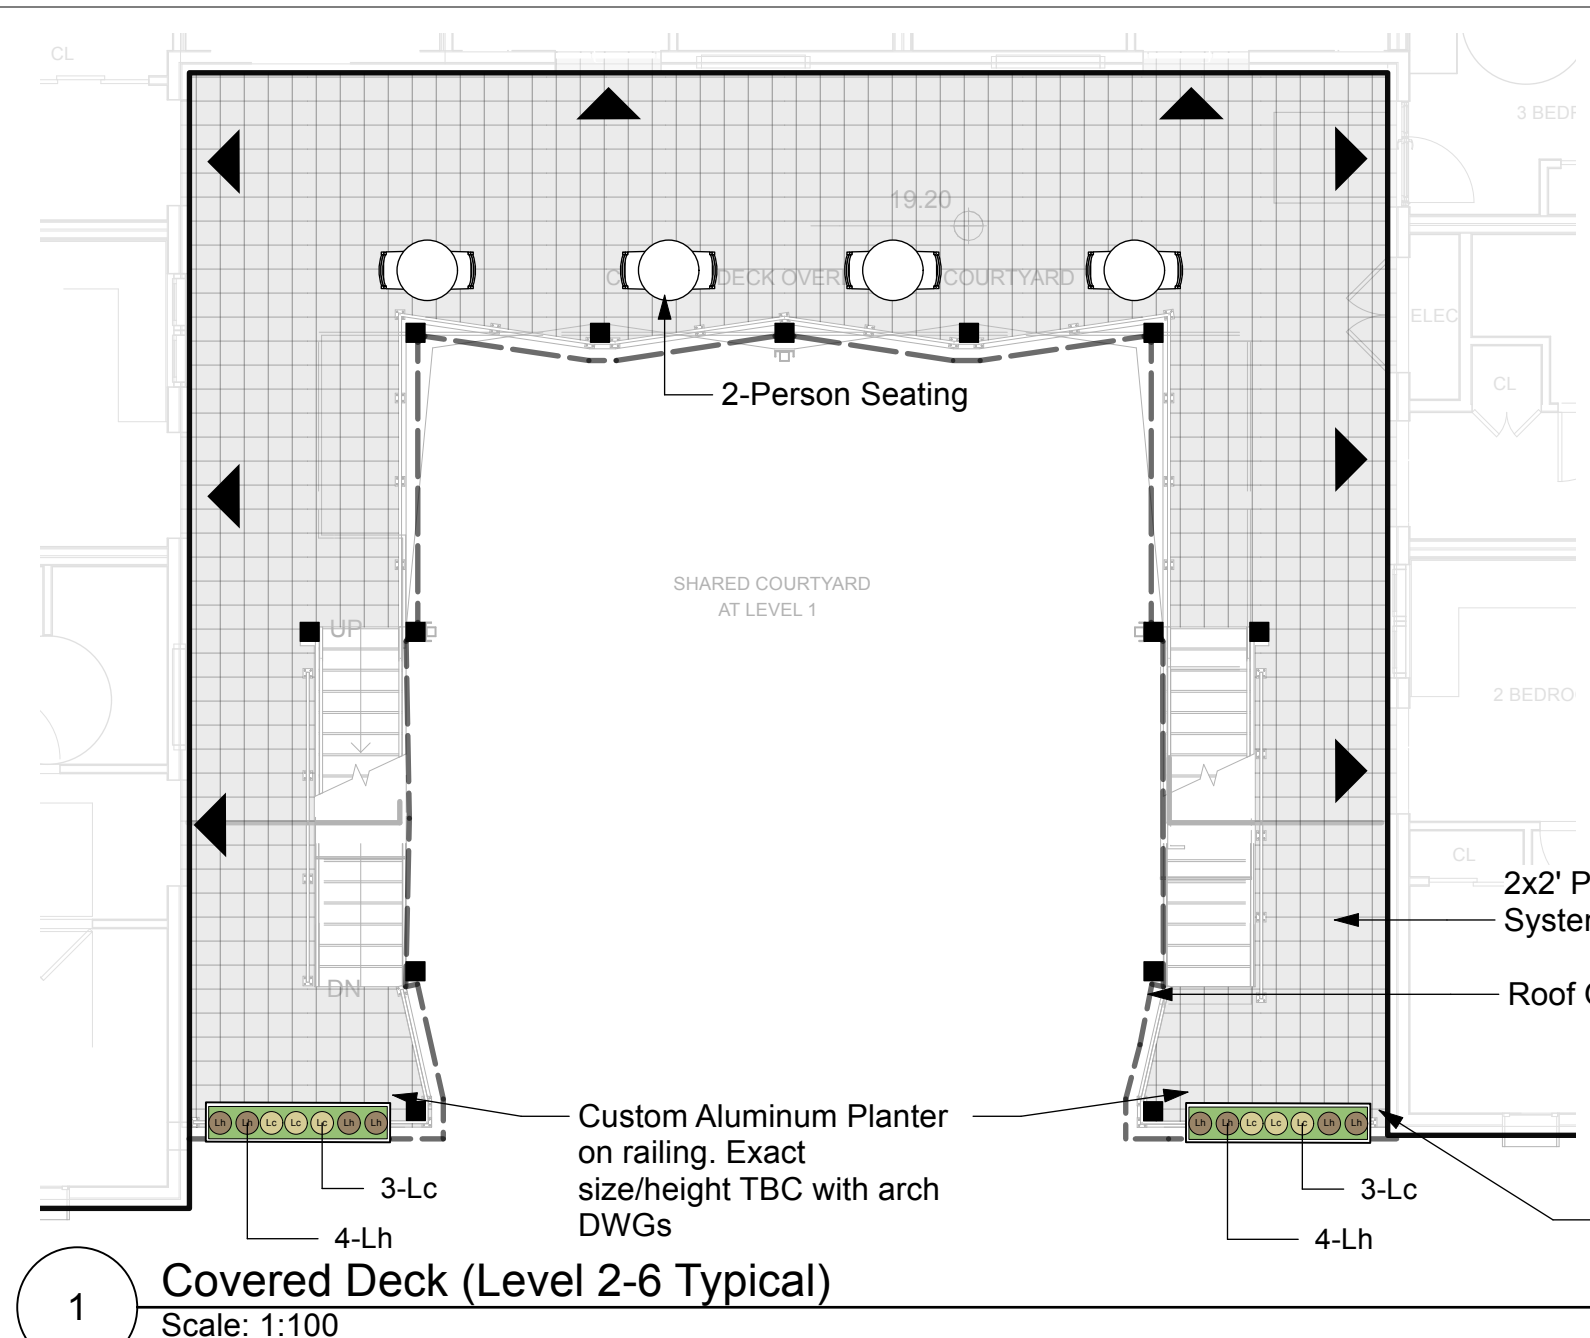 CL
3 BEDR
19.20
DECK OVER
COURTYARD
ELEC
CL
2-Person Seating
SHARED COURTYARD
AT LEVEL 1
UP
2 BEDRO
CL
2x2' P
System
DN
Roof
Custom Aluminum Planter
on railing. Exact
size/height TBC with arch
DWGs
Lh Lh Lc Lc Lc Lh Lh
Lh Lh Lc Lc Lc Lh Lh
3-Lc
3-Lc
4-Lh
4-Lh
1
Covered Deck (Level 2-6 Typical)
Scale: 1:100